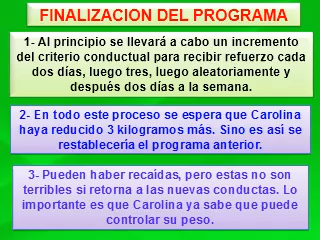 FINALIZACION DEL PROGRAMA
1- Al principio se llevará a cabo un incremento
del criterio conductual para recibir refuerzo cada
dos días, luego tres, luego aleatoriamente y
después dos días a la semana.
2- En todo este proceso se espera que Carolina
haya reducido 3 kilogramos más. Sino es así se
restablecería el programa anterior.
3- Pueden haber recaídas, pero estas no son
terribles si retorna a las nuevas conductas. Lo
importante es que Carolina ya sabe que puede
controlar su peso.